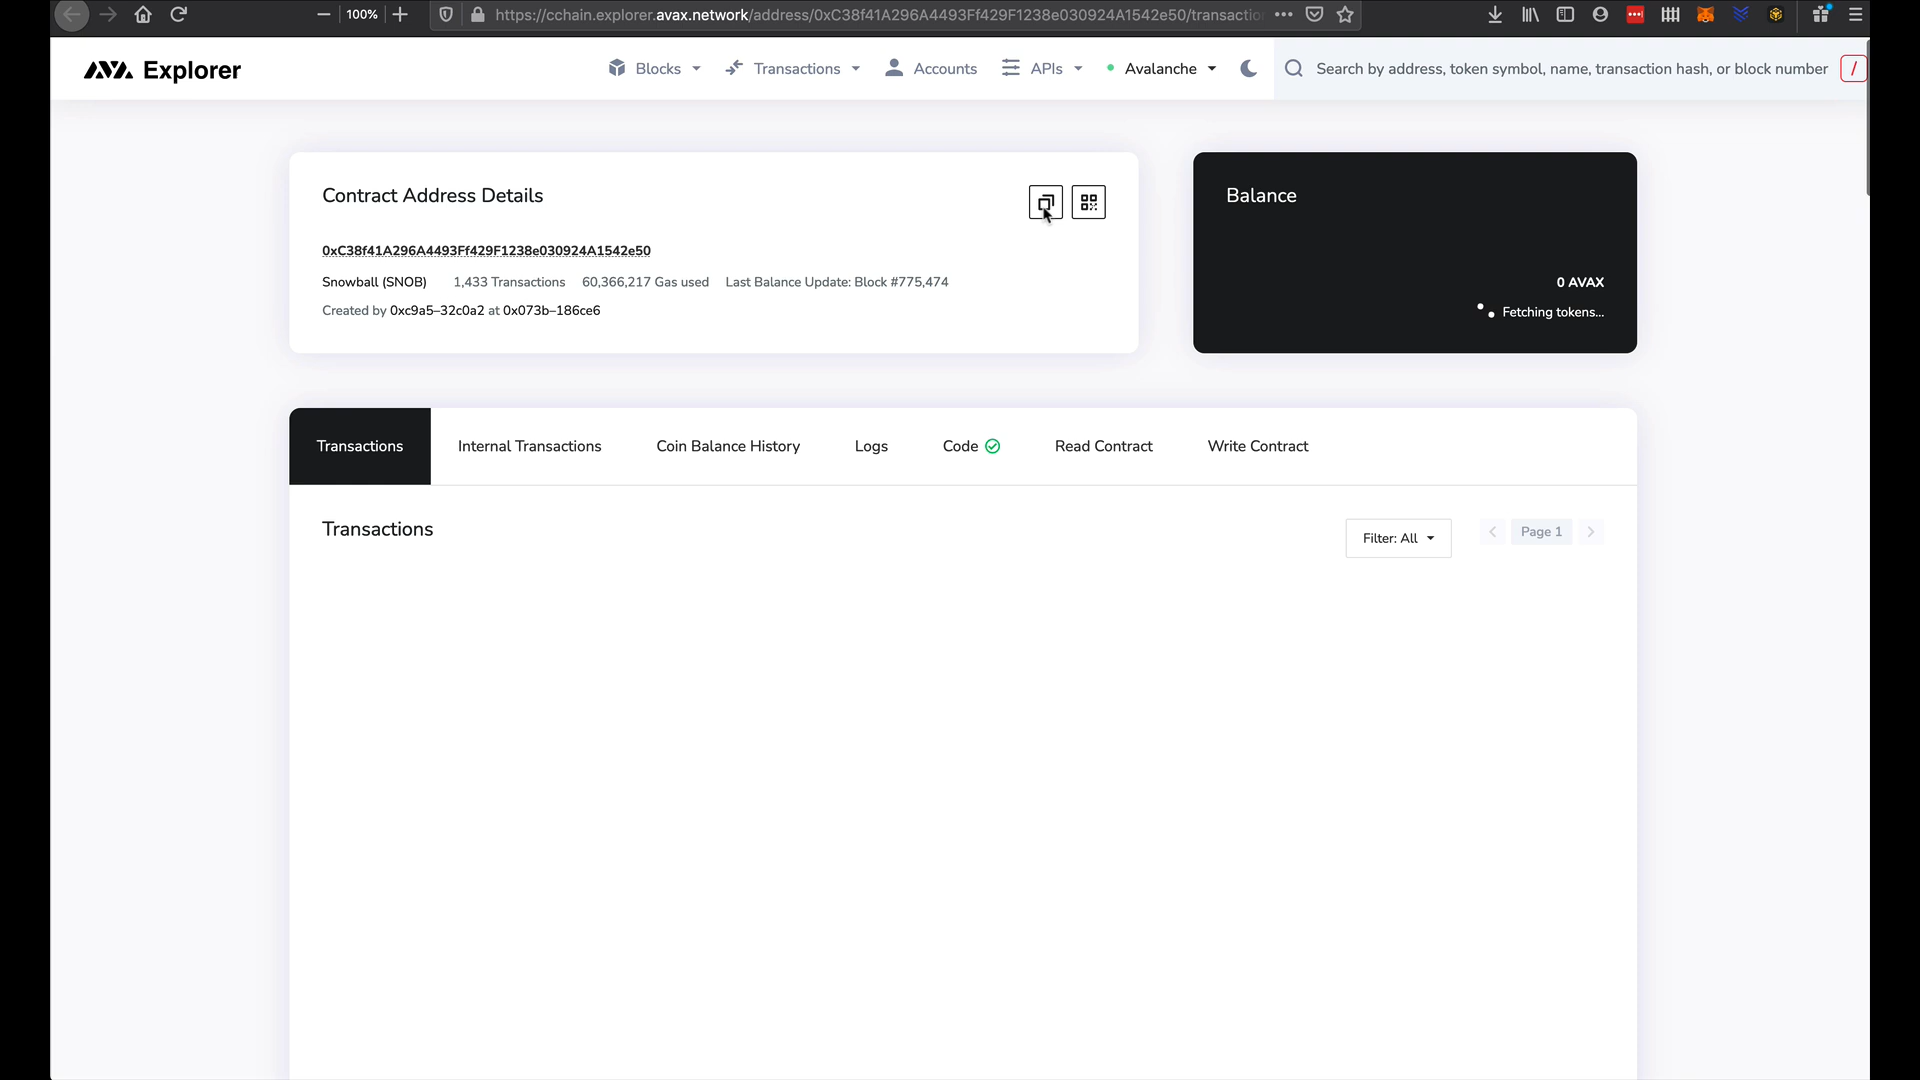 100%
https://cchain.explorer.avax.network/address/0xC38f41A296A4493Ff429F1238e030924A1542e50/transactio
Explorer
Blocks
Transactions
Accounts
APIs
Avalanche
Search by address, token symbol, name, transaction hash, or block number
/
Contract Address Details
0xC38f41A296A4493Ff429F1238e030924A1542e50
Snowball (SNOB) 1,433 Transactions 60,366,217 Gas used Last Balance Update: Block #775,474
Created by 0xc9a5–32c0a2 at 0x073b–186ce6
Balance
0 AVAX
Fetching tokens...
Transactions
Internal Transactions
Coin Balance History
Logs
Code
Read Contract
Write Contract
Transactions
Filter: All
Page 1